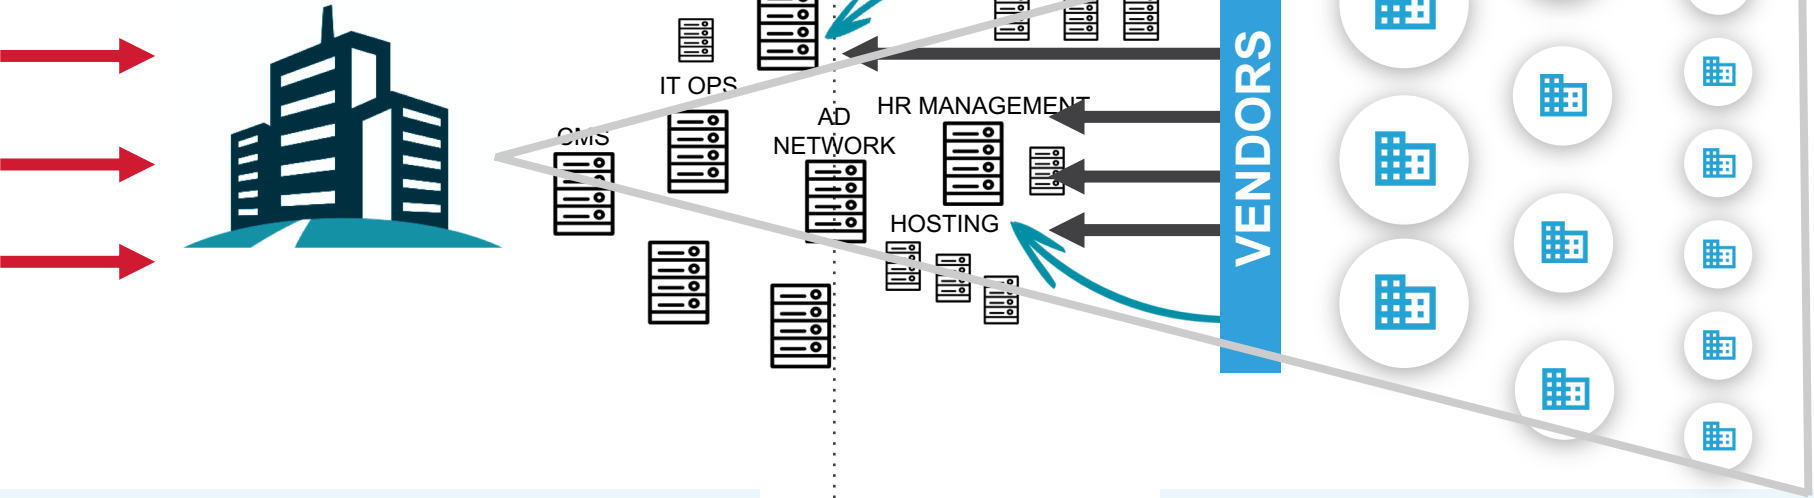 IT OPS
CMS
AD
NETWORK
HR MANAGEMENT
HOSTING
VENDORS